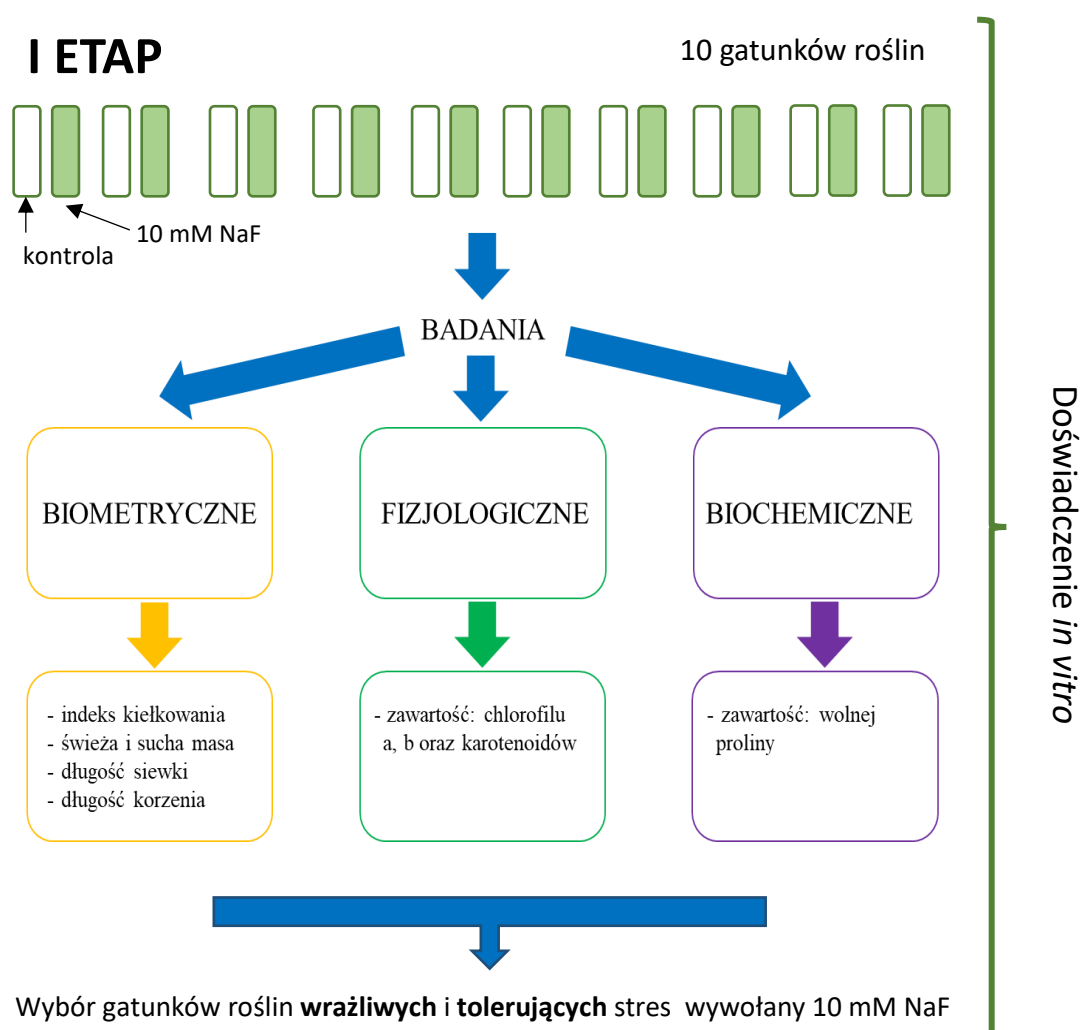 I ETAP
10 gatunków roślin
kontrola
10 mM NaF
BADANIA
BIOMETRYCZNE
FIZJOLOGICZNE
BIOCHEMICZNE
- indeks kiełkowania
- świeża i sucha masa
- długość siewki
- długość korzenia
- zawartość: chlorofilu
a, b oraz karotenoidów
- zawartość: wolnej
proliny
Wybór gatunków roślin wrażliwych i tolerujących stres wywołany 10 mM NaF
Doświadczenie in vitro